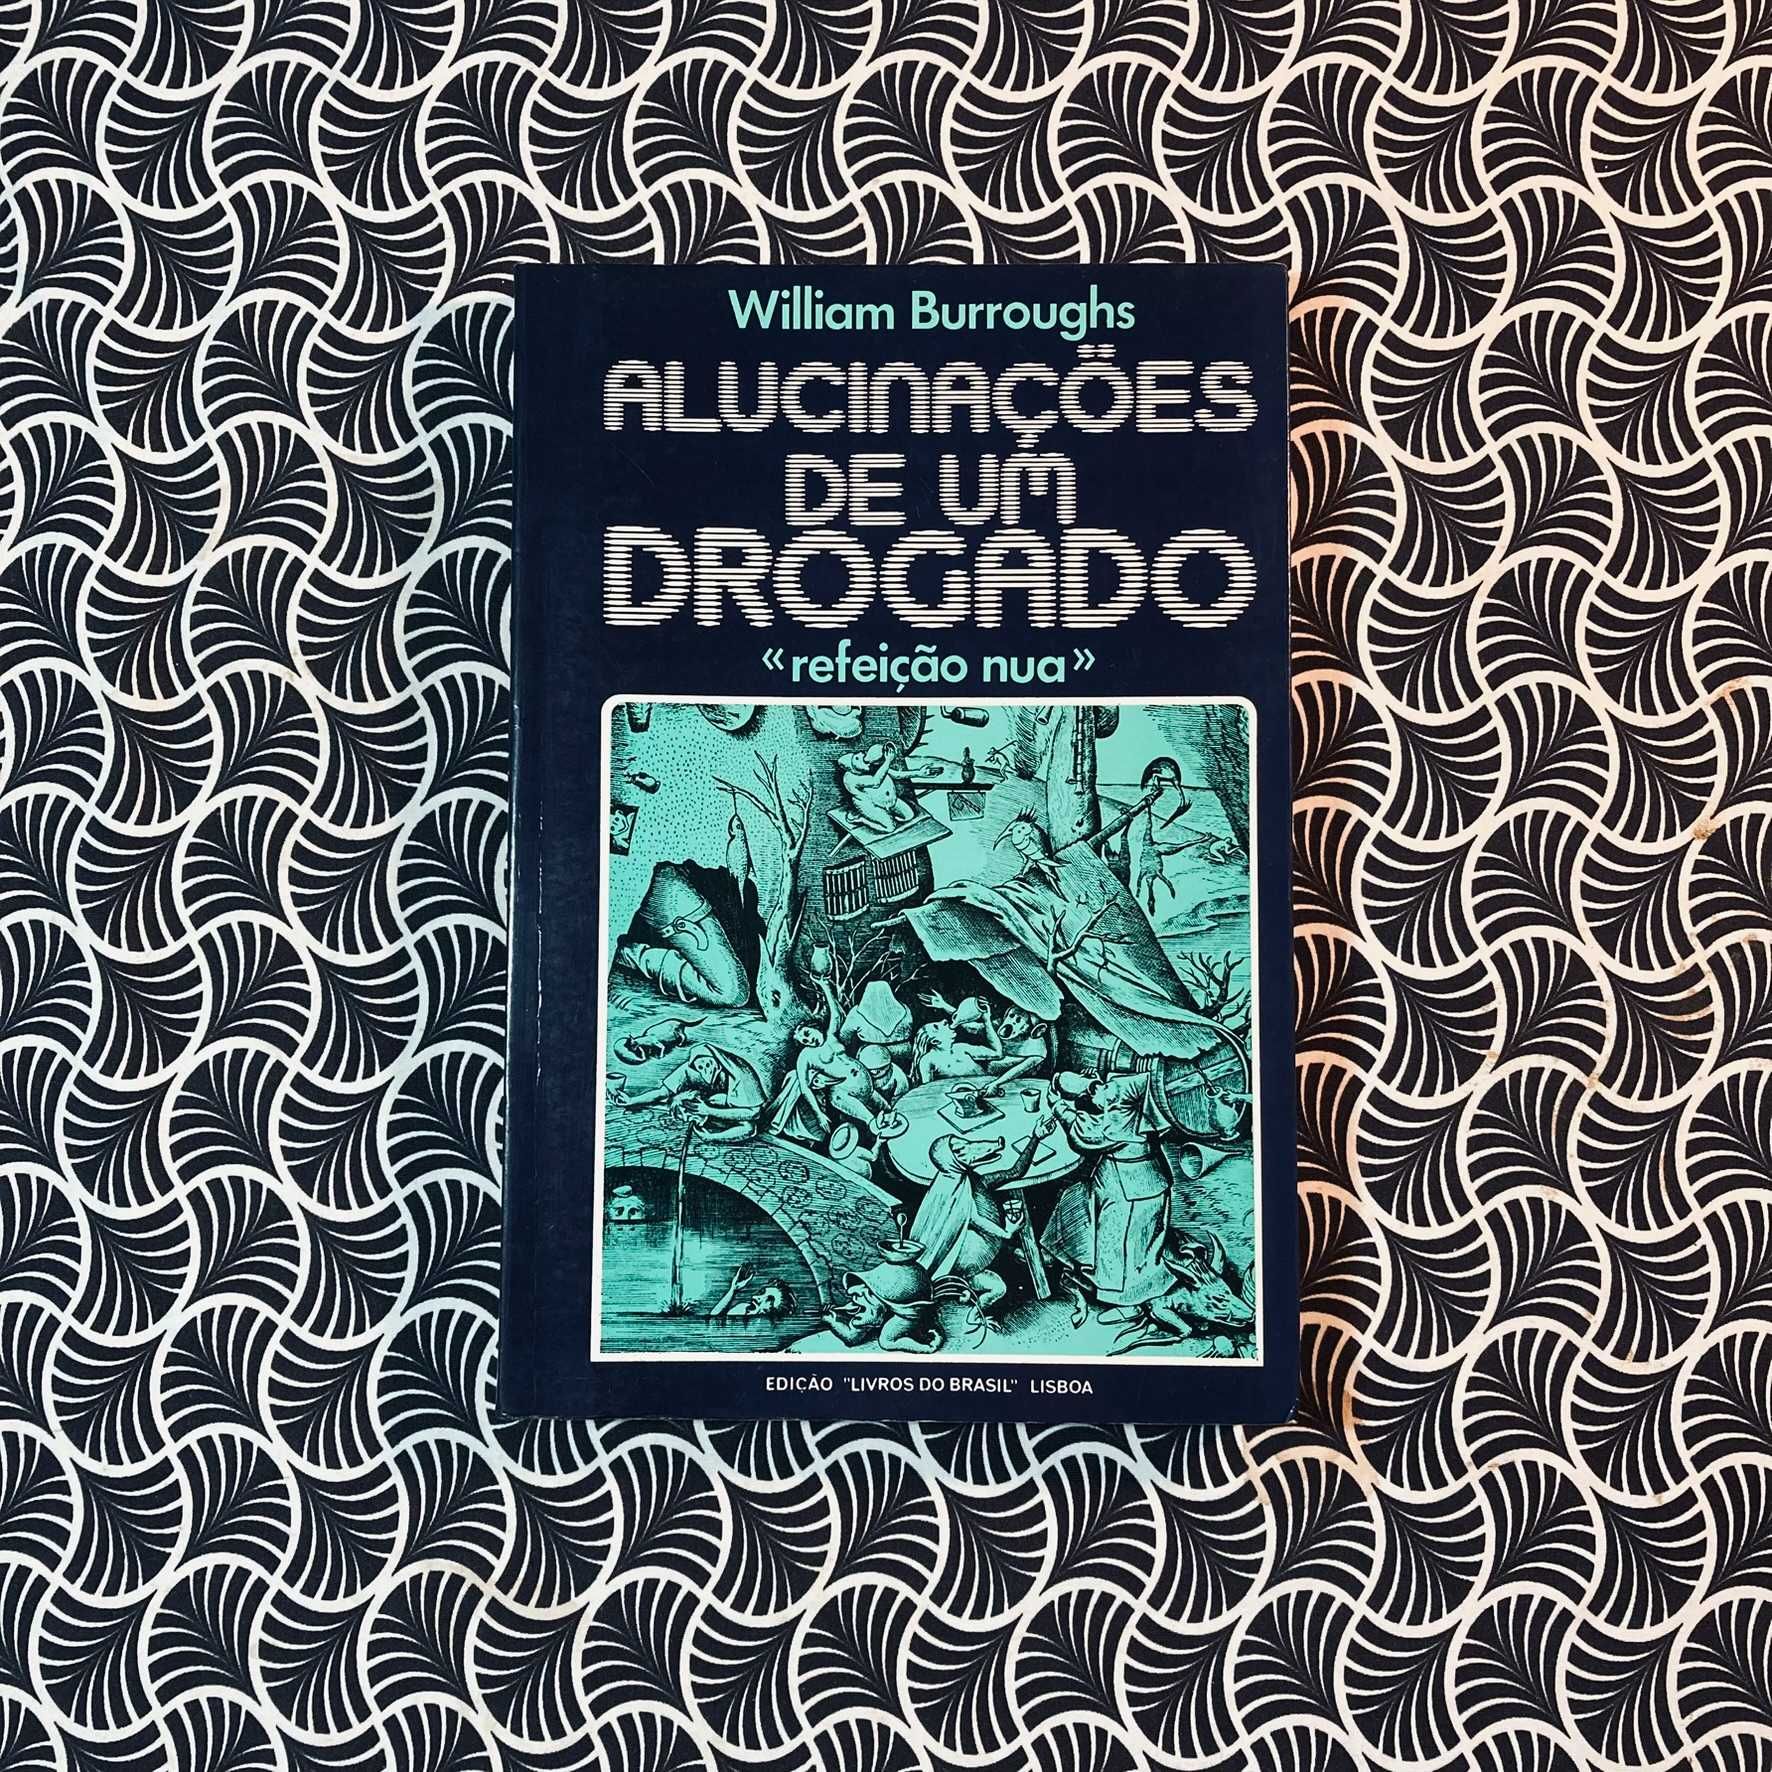 William Burroughs
ALUCINAÇÕES
DE UM
DROGADO
«refeição nua»
EDIÇÃO "LIVROS DO BRASIL" LISBOA